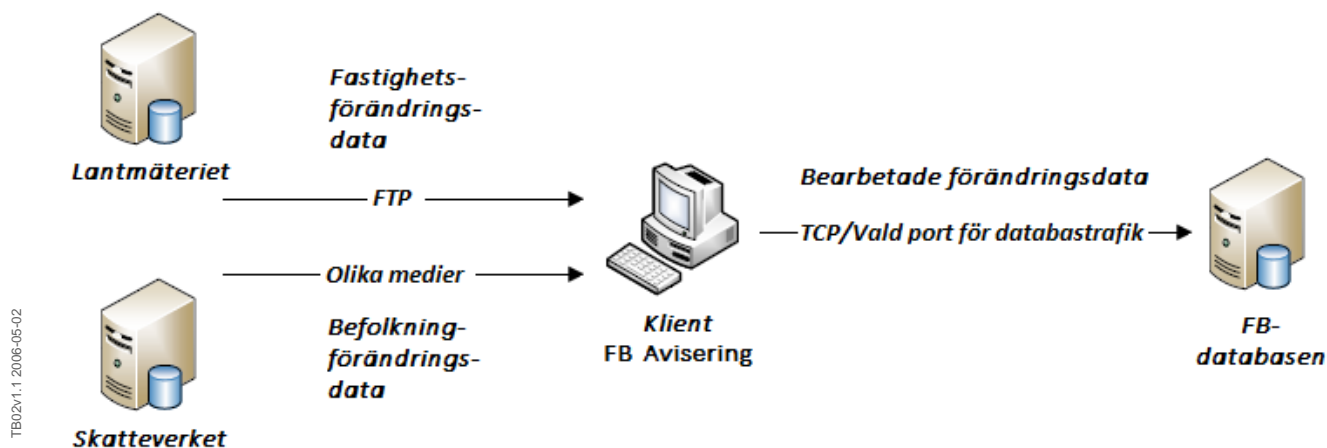 Lantmäteriet
Fastighets-
förändrings-
data
FTP
Olika medier
Befolkning-
förändrings-
data
Skatteverket
Klient
FB Avisering
Bearbetade förändringsdata
TCP/Vald port för databastrafik
FB-
databasen
TB02v1.1 2006-05-02